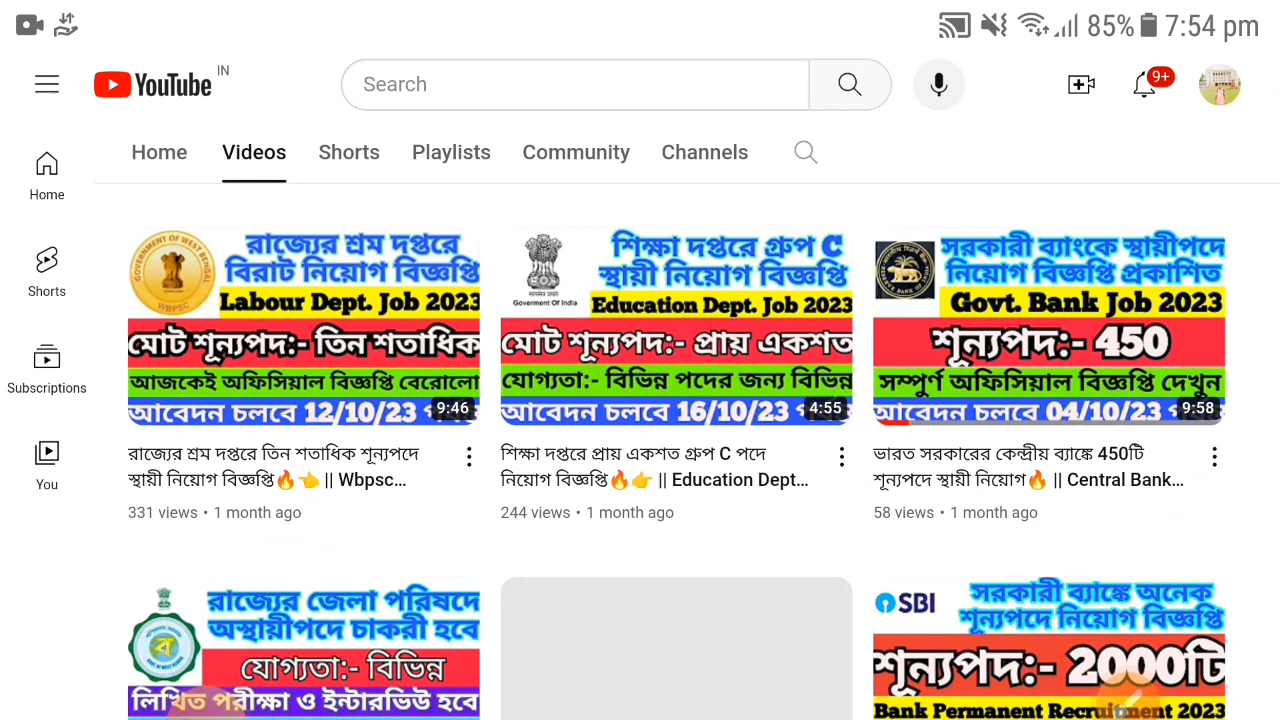 85% 7:54 pm
YouTube IN
Search
9+
Home Videos Shorts Playlists Community Channels
Home
Shorts
Subscriptions
You
GOVERNMENT OF WEST BENGAL
WBPSC
রাজ্যের শ্রম দপ্তরে
বিরাট নিয়োগ বিজ্ঞপ্তি
Labour Dept. Job 2023
মোট শূন্যপদ:- তিন শতাধিক
আজকেই অফিসিয়াল বিজ্ঞপ্তি বেরোলো
আবেদন চলবে 12/10/23
9:46
রাজ্যের শ্রম দপ্তরে তিন শতাধিক শূন্যপদে
স্থায়ী নিয়োগ বিজ্ঞপ্তি🔥👈 || Wbpsc...
331 views • 1 month ago
Goverment Of India
শিক্ষা দপ্তরে গ্রুপ C
স্থায়ী নিয়োগ বিজ্ঞপ্তি
Education Dept. Job 2023
মোট শূন্যপদ:- প্রায় একশত
যোগ্যতা:- বিভিন্ন পদের জন্য বিভিন্ন
আবেদন চলবে 16/10/23
4:55
শিক্ষা দপ্তরে প্রায় একশত গ্রুপ C পদে
নিয়োগ বিজ্ঞপ্তি🔥👉 || Education Dept...
244 views • 1 month ago
সরকারী ব্যাংকে স্থায়ীপদে
নিয়োগ বিজ্ঞপ্তি প্রকাশিত
Govt. Bank Job 2023
শূন্যপদ:- 450
সম্পুর্ণ অফিসিয়াল বিজ্ঞপ্তি দেখুন
আবেদন চলবে 04/10/23
9:58
ভারত সরকারের কেন্দ্রীয় ব্যাঙ্কে 450টি
শূন্যপদে স্থায়ী নিয়োগ🔥 || Central Bank...
58 views • 1 month ago
রাজ্যের জেলা পরিষদে
অস্থায়ীপদে চাকরী হবে
যোগ্যতা:- বিভিন্ন
লিখিত পরীক্ষা ও ইন্টারভিউ হবে
SBI
সরকারী ব্যাঙ্কে অনেক
শূন্যপদে নিয়োগ বিজ্ঞপ্তি
শূন্যপদ:- 2000টি
Bank Permanent Recruitment 2023